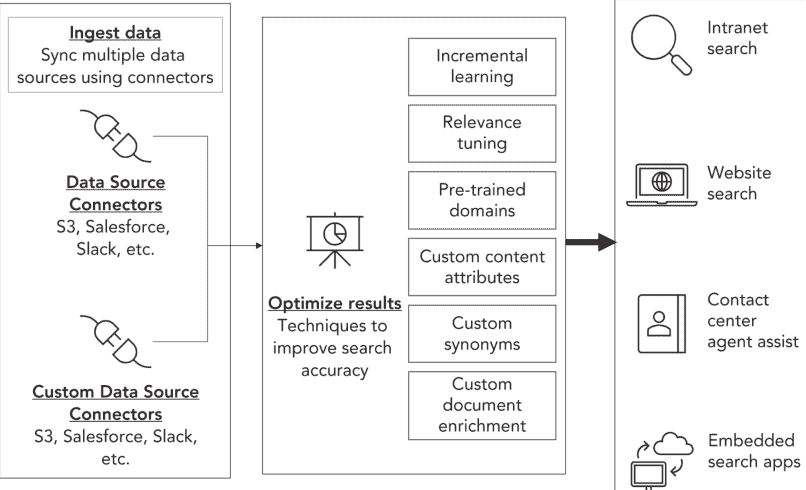 Ingest data
Sync multiple data
sources using connectors
Data Source
Connectors
S3, Salesforce,
Slack, etc.
Custom Data Source
Connectors
S3, Salesforce, Slack,
etc.
Optimize results
Techniques to
improve search
accuracy
Incremental
learning
Relevance
tuning
Pre-trained
domains
Custom content
attributes
Custom
synonyms
Custom
document
enrichment
Intranet
search
Website
search
Contact
center
agent assist
Embedded
search apps